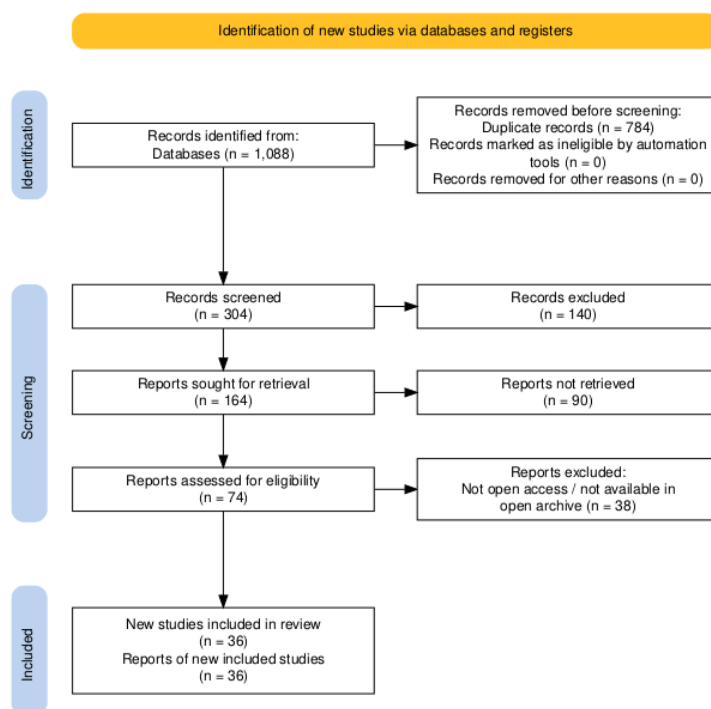 Identification of new studies via databases and registers
Identification
Records identified from:
Databases (n = 1,088)
Records removed before screening:
Duplicate records (n = 784)
Records marked as ineligible by automation
tools (n = 0)
Records removed for other reasons (n = 0)
Screening
Records screened
(n = 304)
Records excluded
(n = 140)
Reports sought for retrieval
(n = 164)
Reports not retrieved
(n = 90)
Reports assessed for eligibility
(n = 74)
Reports excluded:
Not open access / not available in
open archive (n = 38)
Included
New studies included in review
(n = 36)
Reports of new included studies
(n = 36)